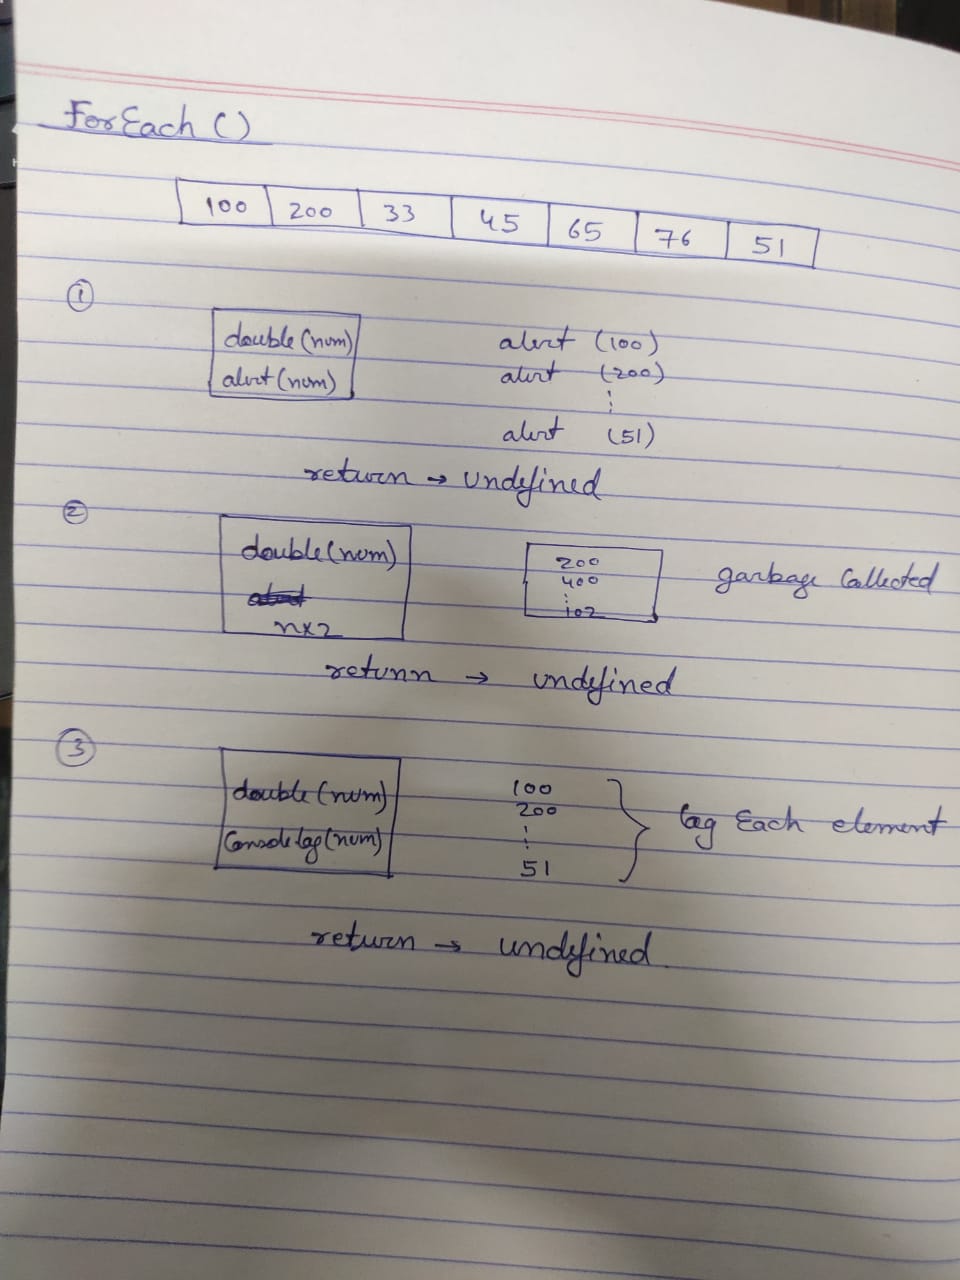 ForEach ()
100 200 33 45 65 76 51
①
double(num) alert (100)
alert(num) alert (200)
alert (51)
return → undefined
②
double(num) 200 garbage Collected
400
n×2 102
return → undefined
③
double(num) 100
200 log Each element
Console log(num)
51
return → undefined